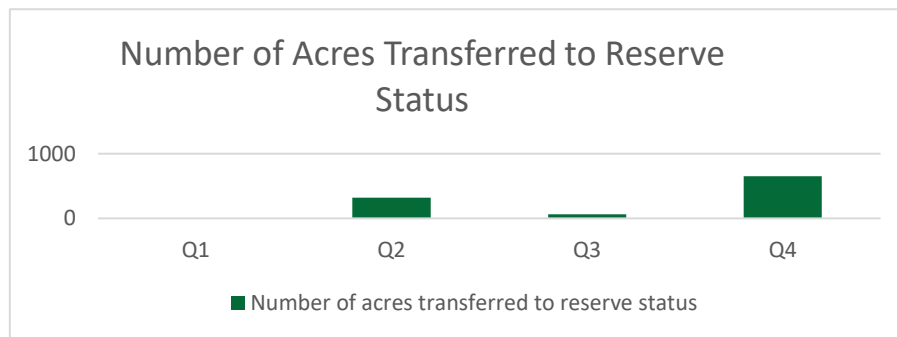 Number of Acres Transferred to Reserve
Status
1000
0
Q1 Q2 Q3 Q4
Number of acres transferred to reserve status